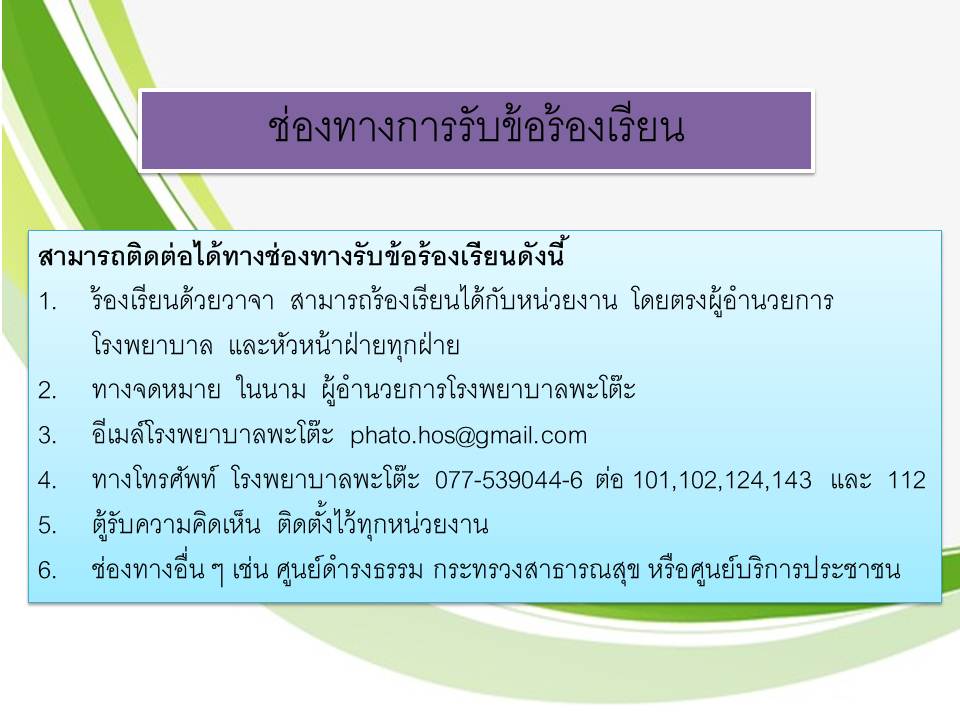 ช่องทางการรับข้อร้องเรียน
สามารถติดต่อได้ทางช่องทางรับข้อร้องเรียนดังนี้
1. ร้องเรียนด้วยวาจา สามารถร้องเรียนได้กับหน่วยงาน โดยตรงผู้อำนวยการ
โรงพยาบาล และหัวหน้าฝ่ายทุกฝ่าย
2. ทางจดหมาย ในนาม ผู้อำนวยการโรงพยาบาลพะโต๊ะ
3. อีเมล์โรงพยาบาลพะโต๊ะ phato.hos@gmail.com
4. ทางโทรศัพท์ โรงพยาบาลพะโต๊ะ 077-539044-6 ต่อ 101,102,124,143 และ 112
5. ตู้รับความคิดเห็น ติดตั้งไว้ทุกหน่วยงาน
6. ช่องทางอื่น ๆ เช่น ศูนย์ดำรงธรรม กระทรวงสาธารณสุข หรือศูนย์บริการประชาชน